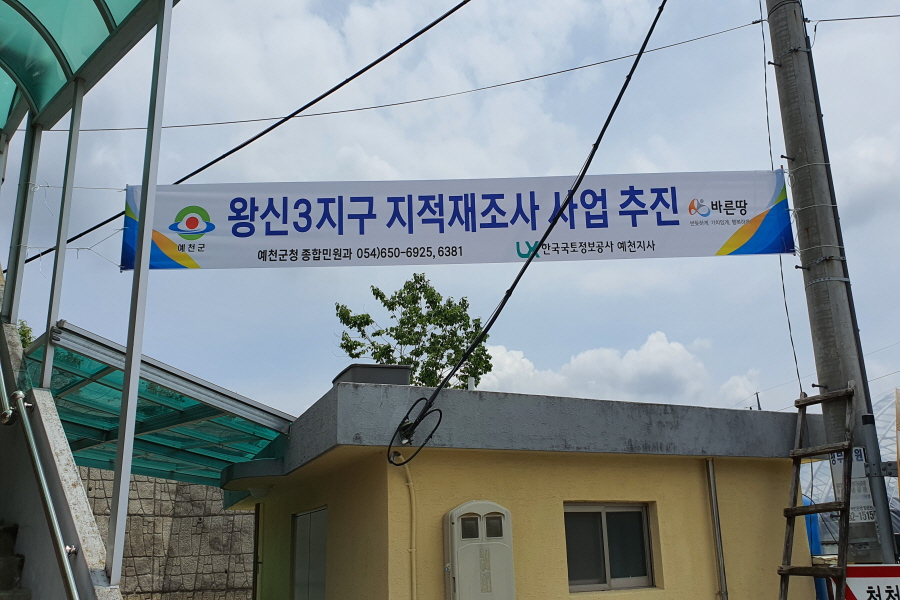 왕신3지구 지적재조사 사업 추진
예천군
예천군청 종합민원과 054)650-6925, 6381
LX 한국국토정보공사 예천지사
바른땅
천천